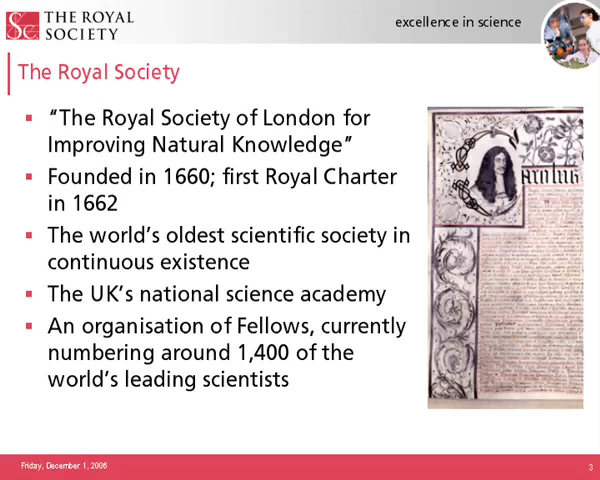 THE ROYAL
SOCIETY
excellence in science
The Royal Society
“The Royal Society of London for
Improving Natural Knowledge”
Founded in 1660; first Royal Charter
in 1662
The world’s oldest scientific society in
continuous existence
The UK’s national science academy
An organisation of Fellows, currently
numbering around 1,400 of the
world’s leading scientists
Friday, December 1, 2006
3